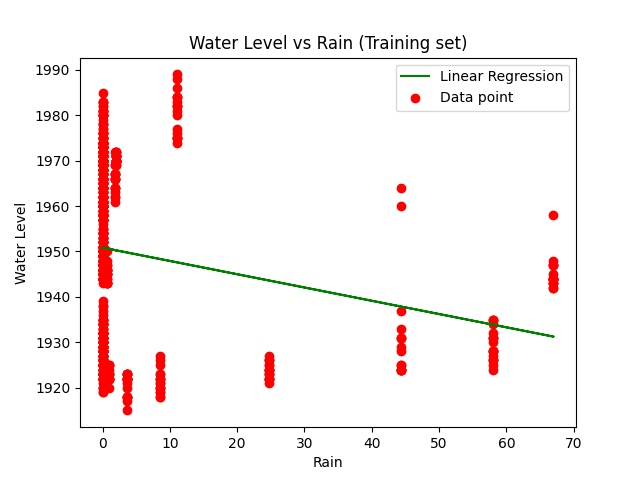 Water Level vs Rain (Training set)
Linear Regression
Data point
1990
1980
1970
1960
1950
1940
1930
1920
Water Level
0 10 20 30 40 50 60 70
Rain